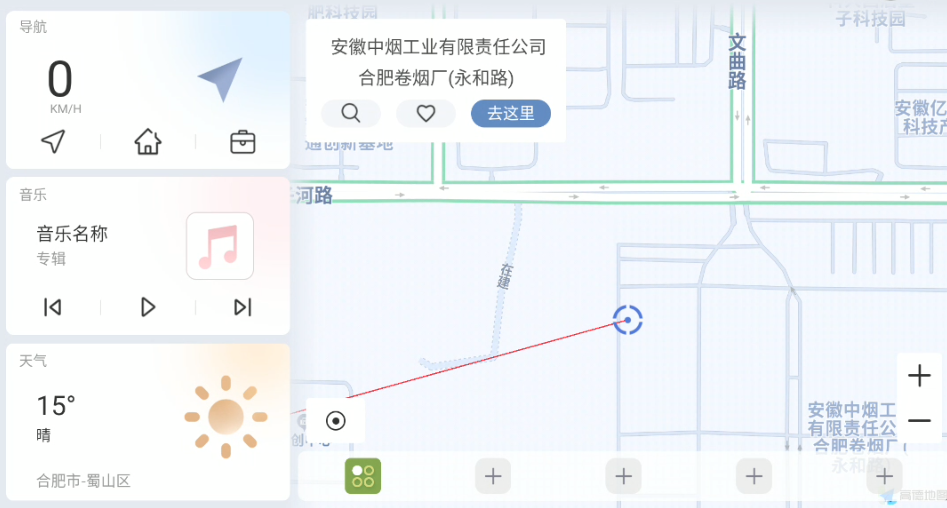 导航
0
KM/H
音乐
音乐名称
专辑
天气
15°
晴
合肥市-蜀山区
肥科技园
安徽中烟工业有限责任公司
合肥卷烟厂(永和路)
去这里
通创新基地
河路
文曲路
子科技园
安徽亿
科技产
在建
安徽中烟工
有限责任公
合肥卷烟厂(
永和路)
高德地图